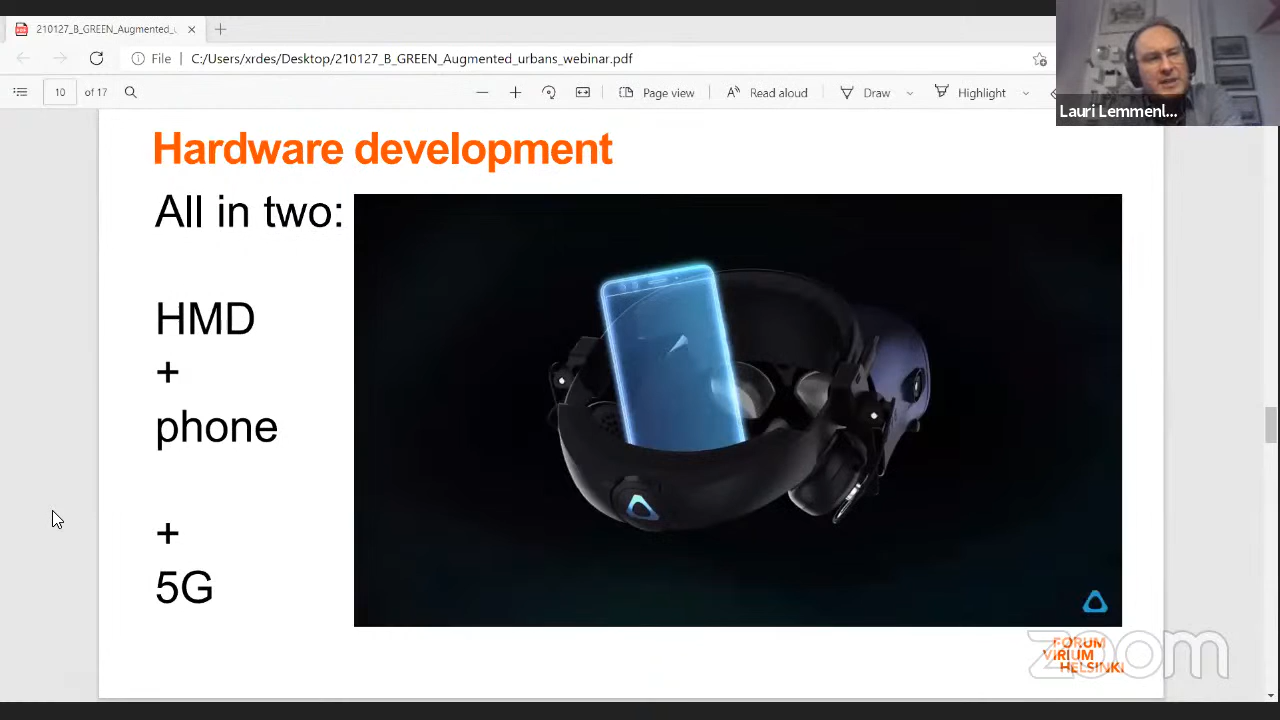 210127_B_GREEN_Augmented_u
File
C:/Users/xrdes/Desktop/210127_B_GREEN_Augmented_urbans_webinar.pdf
10 of 17
Page view
Read aloud
Draw
Highlight
Lauri Lemmenl...
Hardware development
All in two:
HMD
+
phone
+
5G
FORUM
VIRIUM
HELSINKI
zoom